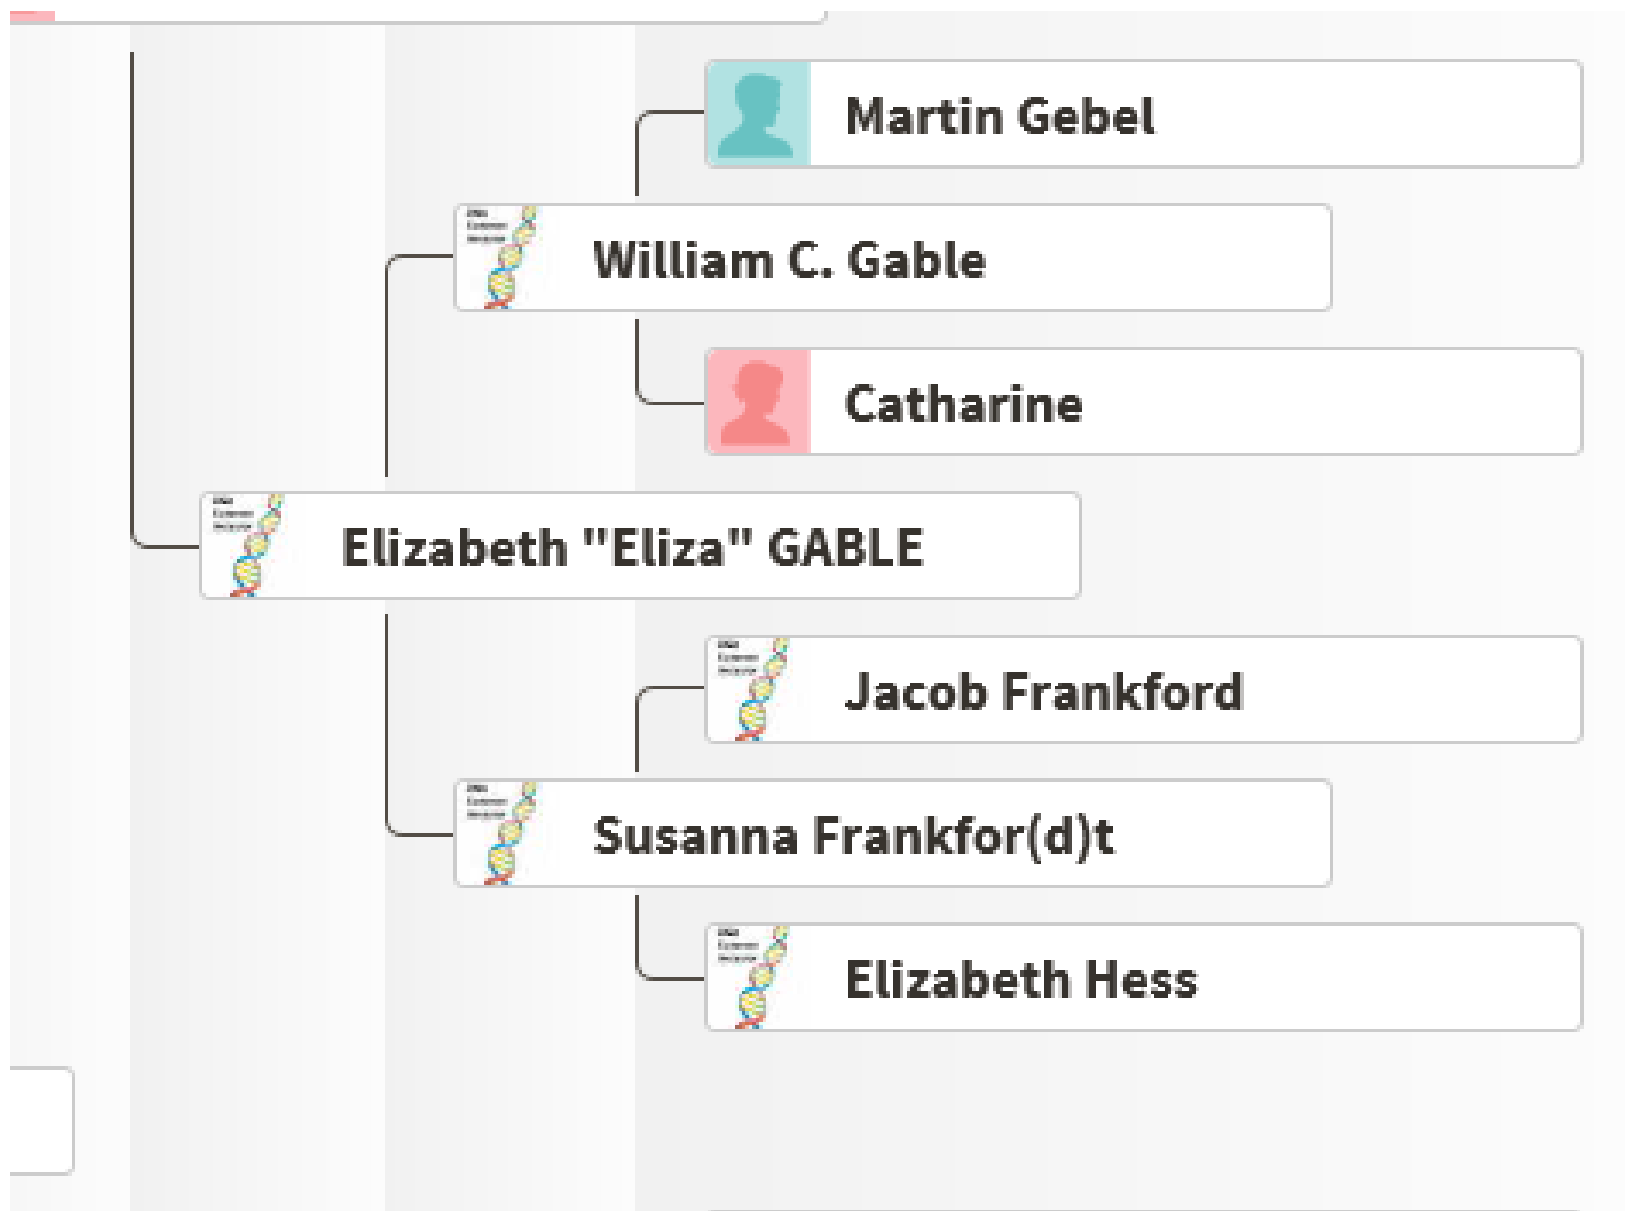 Martin Gebel
William C. Gable
Catharine
Elizabeth "Eliza" GABLE
Jacob Frankford
Susanna Frankfor(d)t
Elizabeth Hess